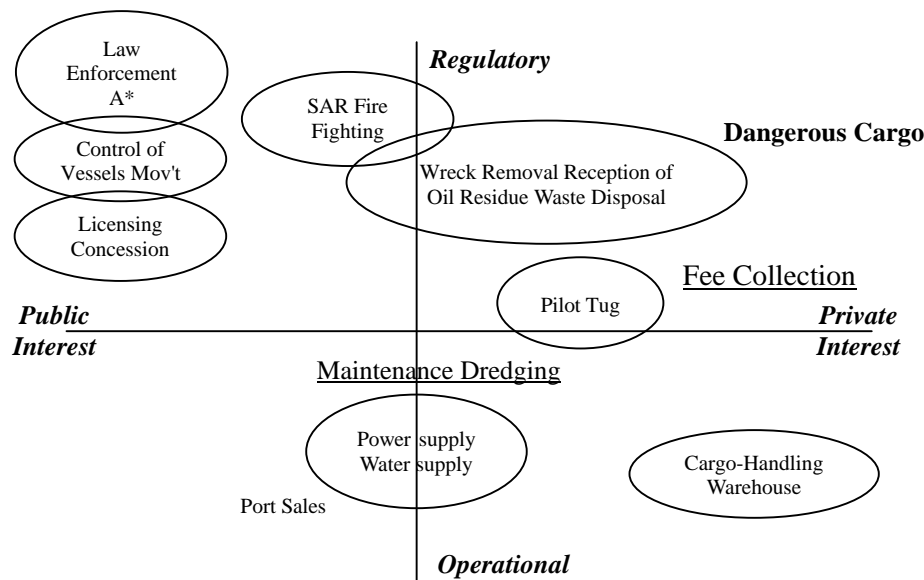 Law
Enforcement
A*
Regulatory
SAR Fire
Fighting
Dangerous Cargo
Control of
Vessels Mov't
Wreck Removal Reception of
Oil Residue Waste Disposal
Licensing
Concession
Fee Collection
Pilot Tug
Public
Interest
Private
Interest
Maintenance Dredging
Power supply
Water supply
Cargo-Handling
Warehouse
Port Sales
Operational